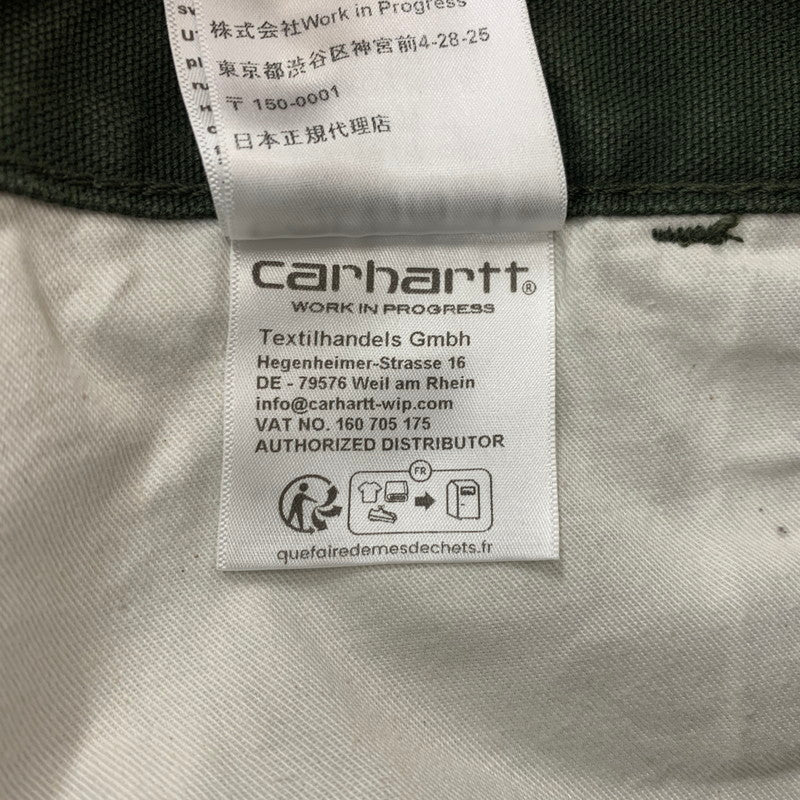 株式会社Work in Progress
東京都渋谷区神宮前4-28-25
〒 150-0001
日本正規代理店
carhartt®
WORK IN PROGRESS
Textilhandels Gmbh
Hegenheimer-Strasse 16
DE - 79576 Weil am Rhein
info@carhartt-wip.com
VAT NO. 160 705 175
AUTHORIZED DISTRIBUTOR
FR
quefairedemesdechets.fr